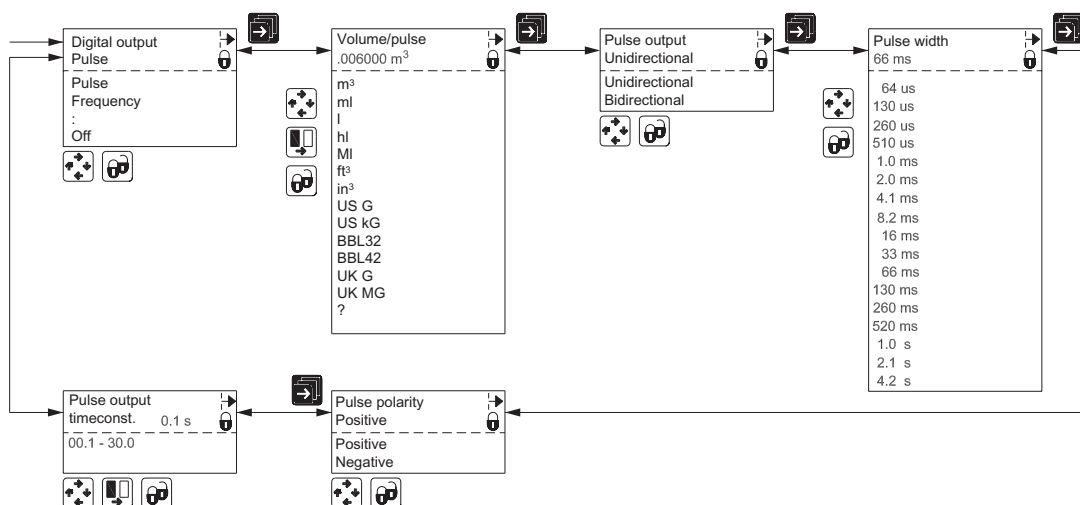 Digital output
Pulse
Pulse
Frequency
:
Off
Volume/pulse
.006000 m³
m³
ml
l
hl
Ml
ft³
in³
US G
US kG
BBL32
BBL42
UK G
UK MG
?
Pulse output
Unidirectional
Unidirectional
Bidirectional
Pulse width
66 ms
64 us
130 us
260 us
510 us
1.0 ms
2.0 ms
4.1 ms
8.2 ms
16 ms
33 ms
66 ms
130 ms
260 ms
520 ms
1.0 s
2.1 s
4.2 s
Pulse output
timeconst. 0.1 s
00.1 - 30.0
Pulse polarity
Positive
Positive
Negative